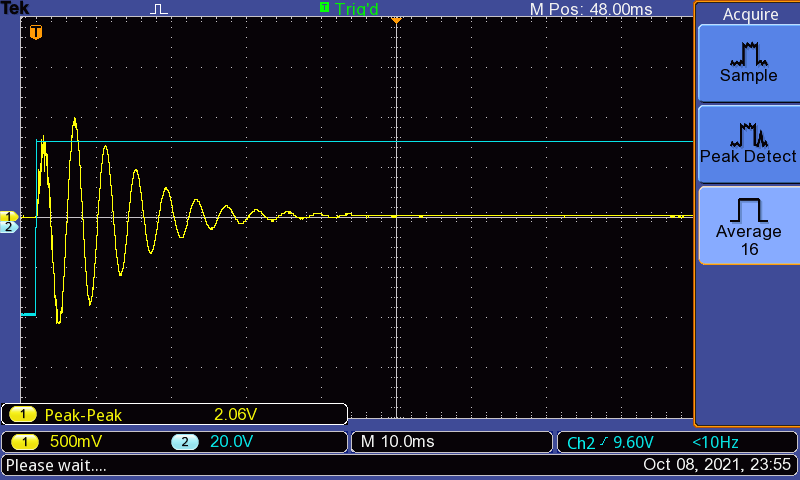 Tek
T Trig'd
M Pos: 48.00ms
Acquire
T
Sample
Peak Detect
1
2
Average
16
1 Peak-Peak 2.06V
1 500mV 2 20.0V M 10.0ms Ch2 9.60V <10Hz
Please wait.... Oct 08, 2021, 23:55